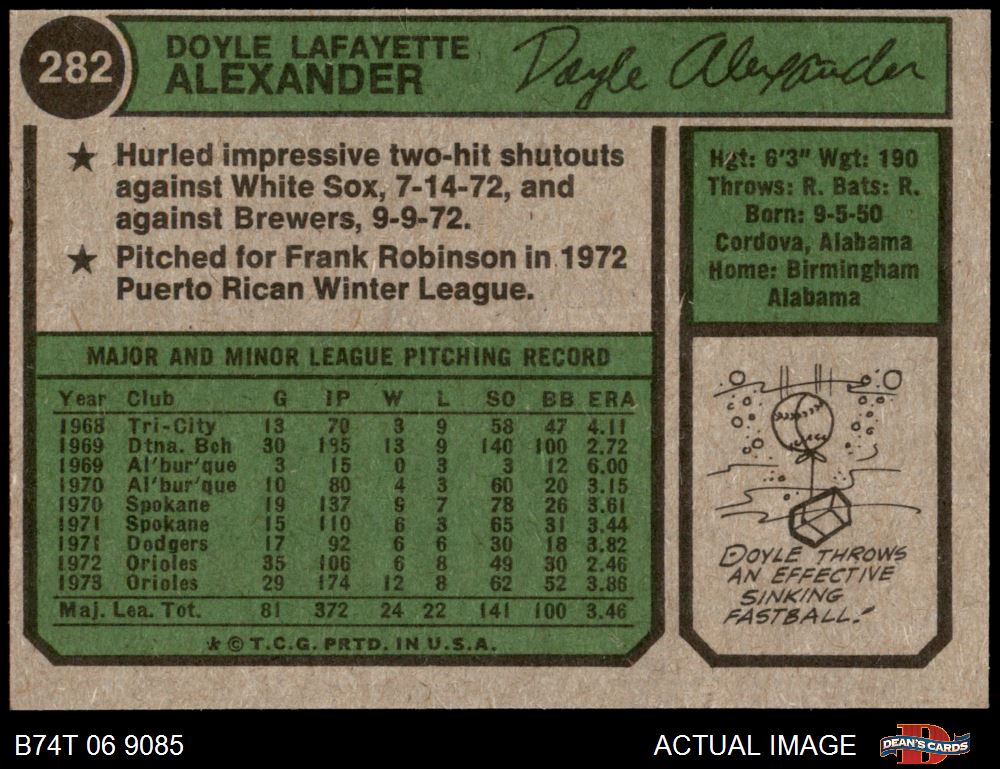 282
DOYLE LAFAYETTE
ALEXANDER
Doyle Alexander
★ Hurled impressive two-hit shutouts
against White Sox, 7-14-72, and
against Brewers, 9-9-72.
★ Pitched for Frank Robinson in 1972
Puerto Rican Winter League.
Hgt: 6'3" Wgt: 190
Throws: R. Bats: R.
Born: 9-5-50
Cordova, Alabama
Home: Birmingham
Alabama
MAJOR AND MINOR LEAGUE PITCHING RECORD
Year Club G IP W L SO BB ERA
1968 Tri-City 13 70 3 9 58 47 4.11
1969 Dtna. Bch 30 185 13 9 140 100 2.72
1969 Al'bur'que 3 15 0 3 3 12 6.00
1970 Al'bur'que 10 80 4 3 60 20 3.15
1970 Spokane 19 137 9 7 78 26 3.61
1971 Spokane 15 110 6 3 65 31 3.44
1971 Dodgers 17 92 6 6 30 18 3.82
1972 Orioles 35 106 6 8 49 30 2.46
1973 Orioles 29 174 12 8 62 52 3.86
Maj. Lea. Tot. 81 372 24 22 141 100 3.46
★ © T.C.G. PRTD. IN U.S.A.
DOYLE THROWS
AN EFFECTIVE
SINKING
FASTBALL.
B74T 06 9085
ACTUAL IMAGE
DEAN'S CARDS